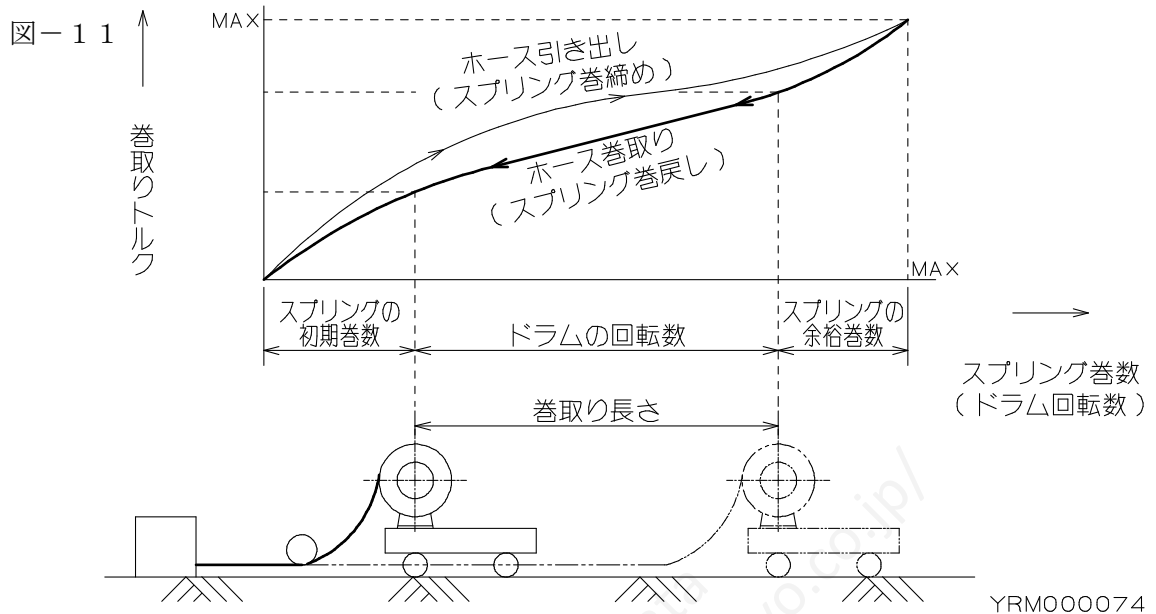 図-11
MAX
ホース引き出し
(スプリング巻締め)
巻取りトルク
ホース巻取り
(スプリング巻戻し)
MAX
スプリングの
初期巻数
ドラムの回転数
スプリングの
余裕巻数
スプリング巻数
(ドラム回転数)
巻取り長さ
yo.co.jp/
YRM000074